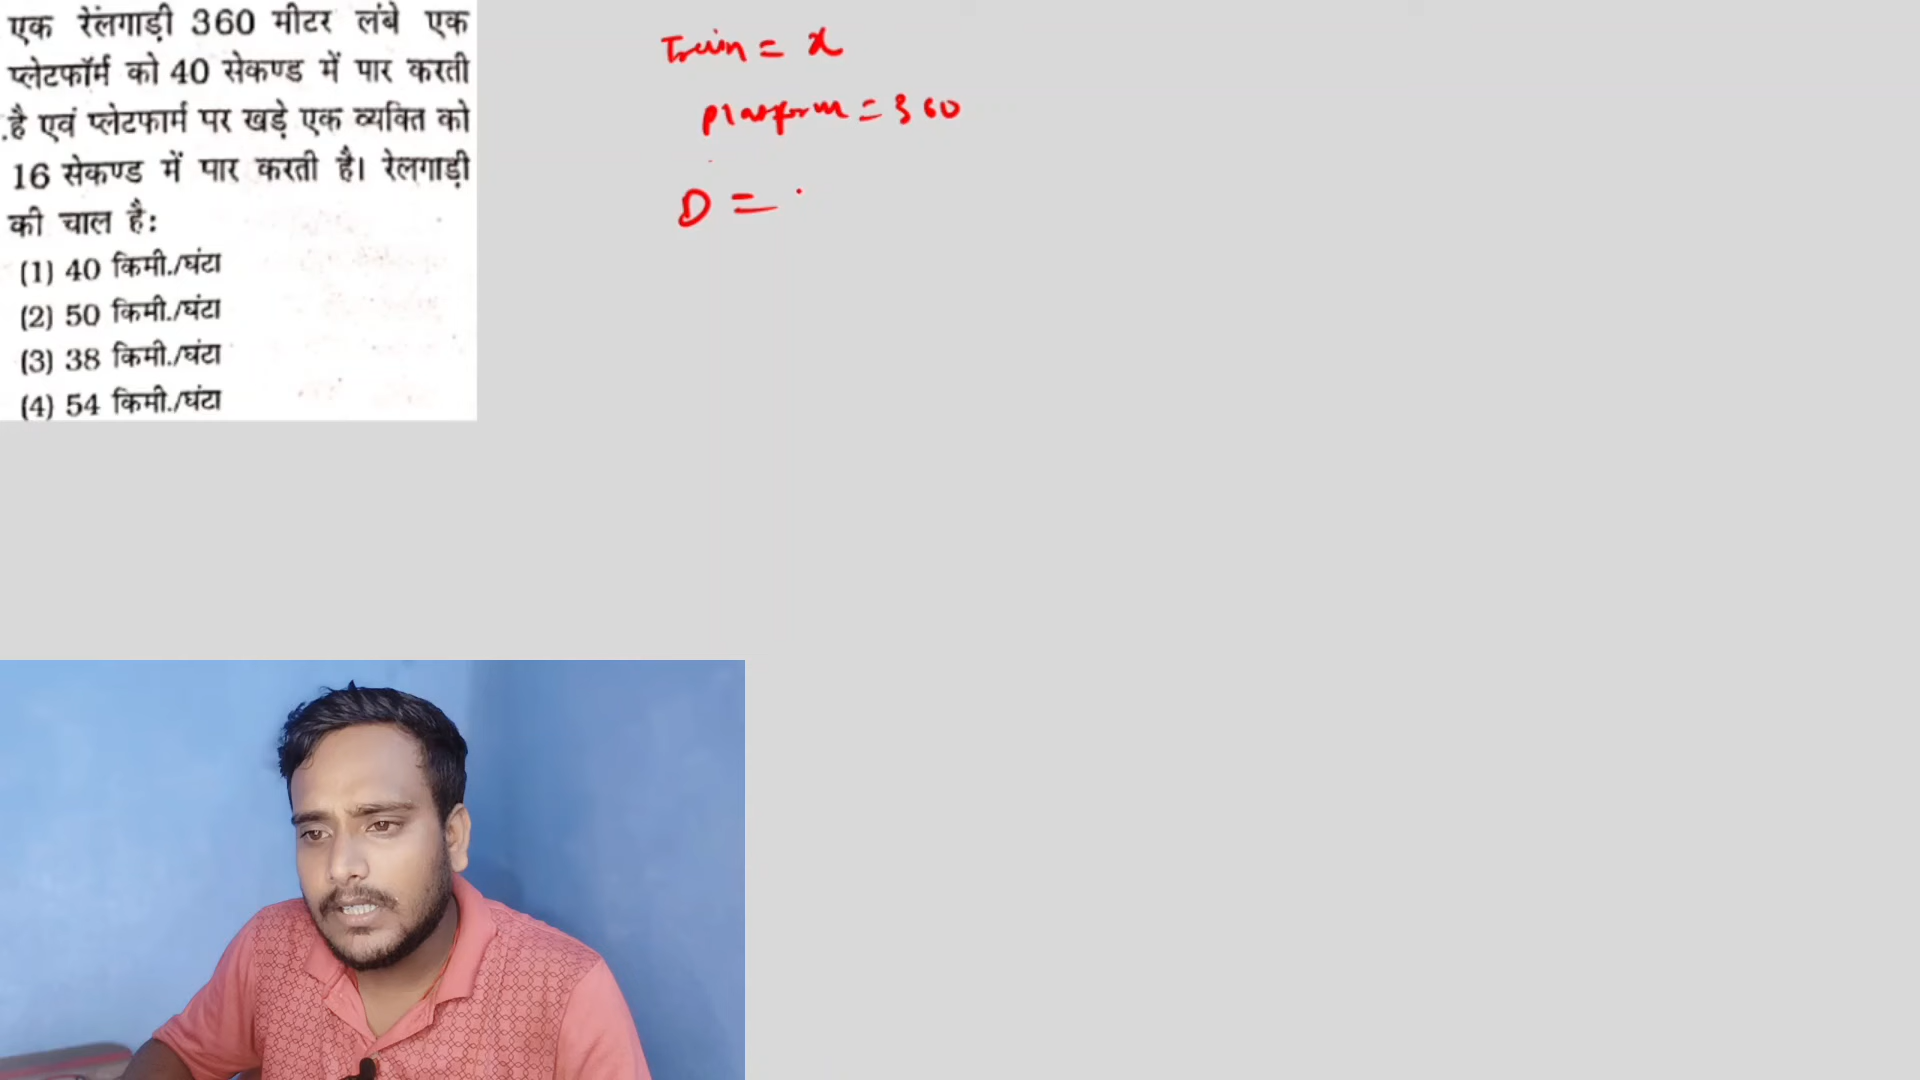 एक रेलगाड़ी 360 मीटर लंबे एक
प्लेटफॉर्म को 40 सेकण्ड में पार करती
है एवं प्लेटफार्म पर खड़े एक व्यक्ति को
16 सेकण्ड में पार करती है। रेलगाड़ी
की चाल है:
(1) 40 किमी./घंटा
(2) 50 किमी./घंटा
(3) 38 किमी./घंटा
(4) 54 किमी./घंटा
Train = x
Platform = 360
D =